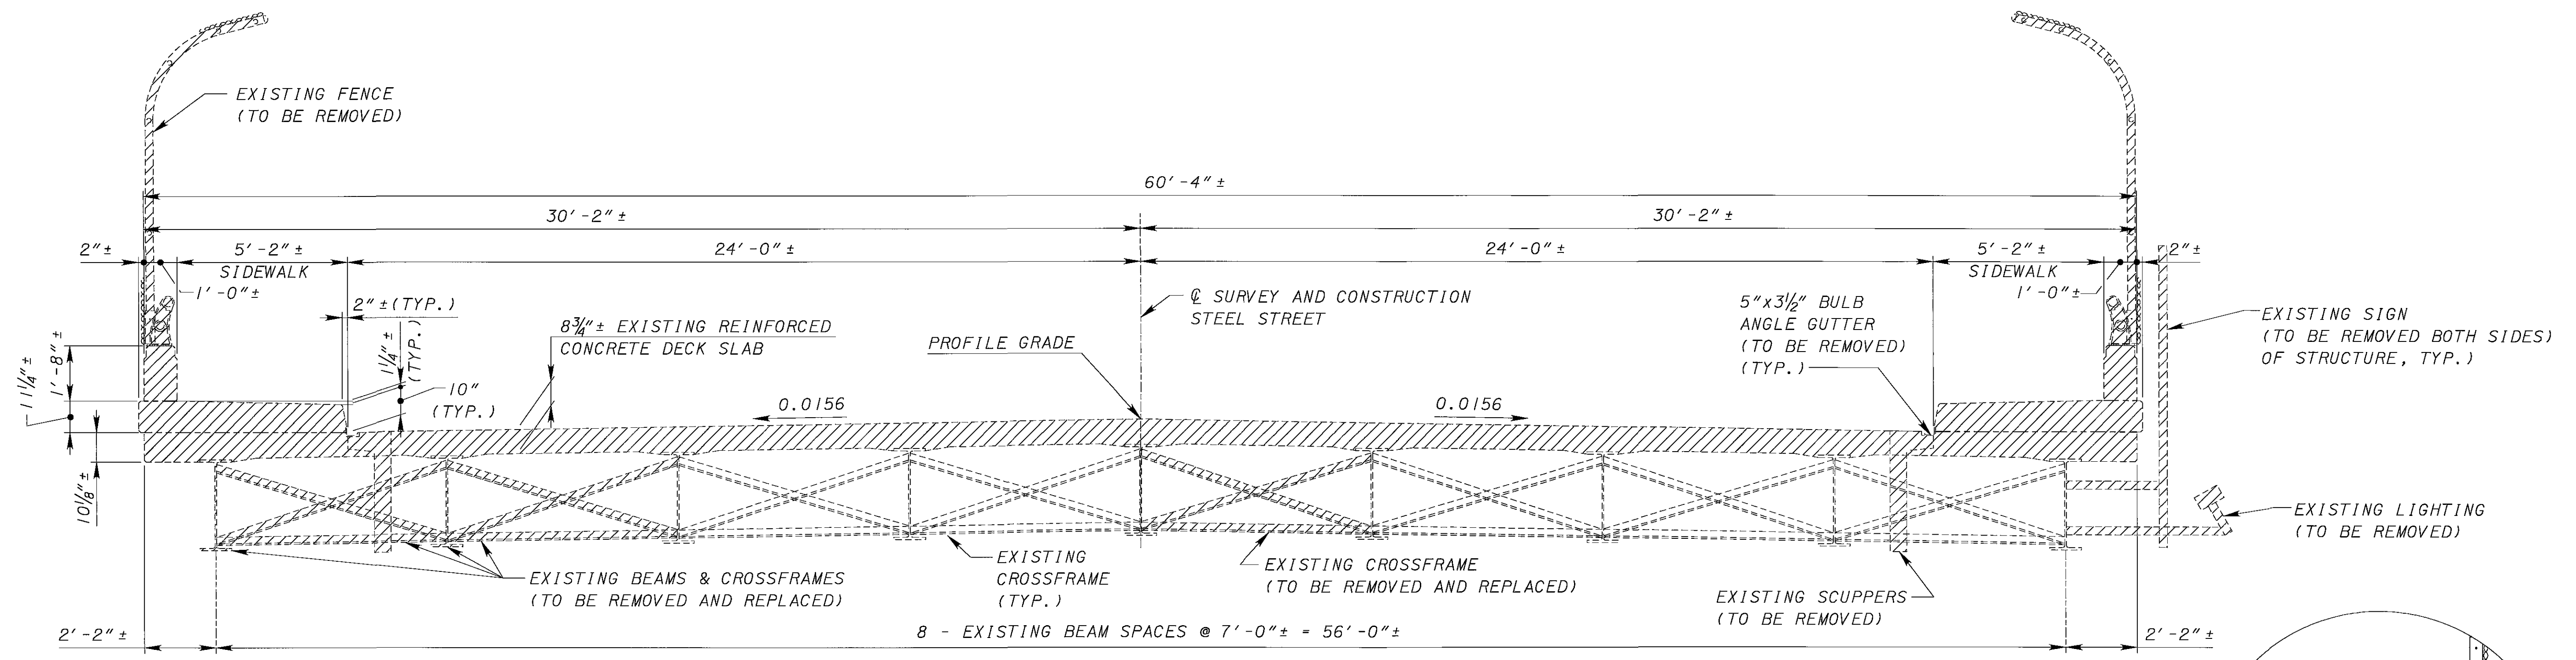 EXISTING FENCE
(TO BE REMOVED)
60'-4"±
30'-2"±
30'-2"±
2"±
5'-2"±
SIDEWALK
1'-0"±
24'-0"±
24'-0"±
5'-2"±
SIDEWALK
1'-0"±
2"±
2"±(TYP.)
1¼"±
(TYP.)
10"
(TYP.)
8¾"± EXISTING REINFORCED
CONCRETE DECK SLAB
PROFILE GRADE
℄ SURVEY AND CONSTRUCTION
STEEL STREET
5"x3½" BULB
ANGLE GUTTER
(TO BE REMOVED)
(TYP.)
EXISTING SIGN
(TO BE REMOVED BOTH SIDES)
OF STRUCTURE, TYP.)
11¼"±
1'-8"±
10⅛"±
0.0156
0.0156
EXISTING BEAMS & CROSSFRAMES
(TO BE REMOVED AND REPLACED)
EXISTING
CROSSFRAME
(TYP.)
EXISTING CROSSFRAME
(TO BE REMOVED AND REPLACED)
EXISTING SCUPPERS
(TO BE REMOVED)
EXISTING LIGHTING
(TO BE REMOVED)
2'-2"±
8 - EXISTING BEAM SPACES @ 7'-0"± = 56'-0"±
2'-2"±